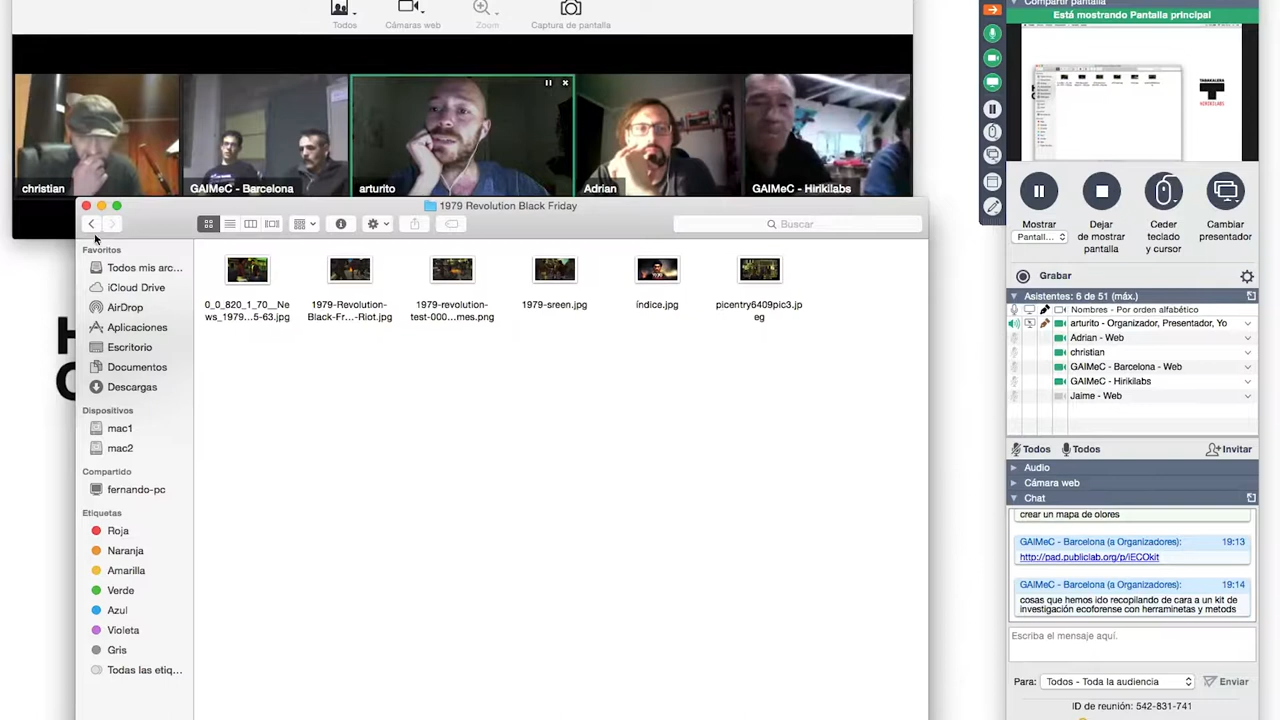 Todos
Cámaras web
Zoom
Captura de pantalla
christian
GAIMeC - Barcelona
arturito
Adrian
GAIMeC - Hirikilabs
1979 Revolution Black Friday
Buscar
Favoritos
Todos mis arc...
iCloud Drive
AirDrop
Aplicaciones
Escritorio
Documentos
Descargas
Dispositivos
mac1
mac2
Compartido
fernando-pc
Etiquetas
Roja
Naranja
Amarilla
Verde
Azul
Violeta
Gris
Todas las etiq...
0_0_820_1_70__Ne
ws_1979...5-63.jpg
1979-Revolution-
Black-Fr...-Riot.jpg
1979-revolution-
test-000...mes.png
1979-sreen.jpg
índice.jpg
picentry6409pic3.jp
eg
Compartir pantalla
Está mostrando Pantalla principal
TABAKALERA
HIRIKILABS
Mostrar
Pantall...
Dejar
de mostrar
pantalla
Ceder
teclado
y cursor
Cambiar
presentador
Grabar
Asistentes: 6 de 51 (máx.)
Nombres - Por orden alfabético
arturito - Organizador, Presentador, Yo
Adrian - Web
christian
GAIMeC - Barcelona - Web
GAIMeC - Hirikilabs
Jaime - Web
Todos
Todos
Invitar
Audio
Cámara web
Chat
crear un mapa de olores
GAIMeC - Barcelona (a Organizadores): 19:13
http://pad.publiclab.org/p/iECOkit
GAIMeC - Barcelona (a Organizadores): 19:14
cosas que hemos ido recopilando de cara a un kit de
investigación ecoforense con herraminetas y metods
Escriba el mensaje aquí.
Para: Todos - Toda la audiencia
Enviar
ID de reunión: 542-831-741